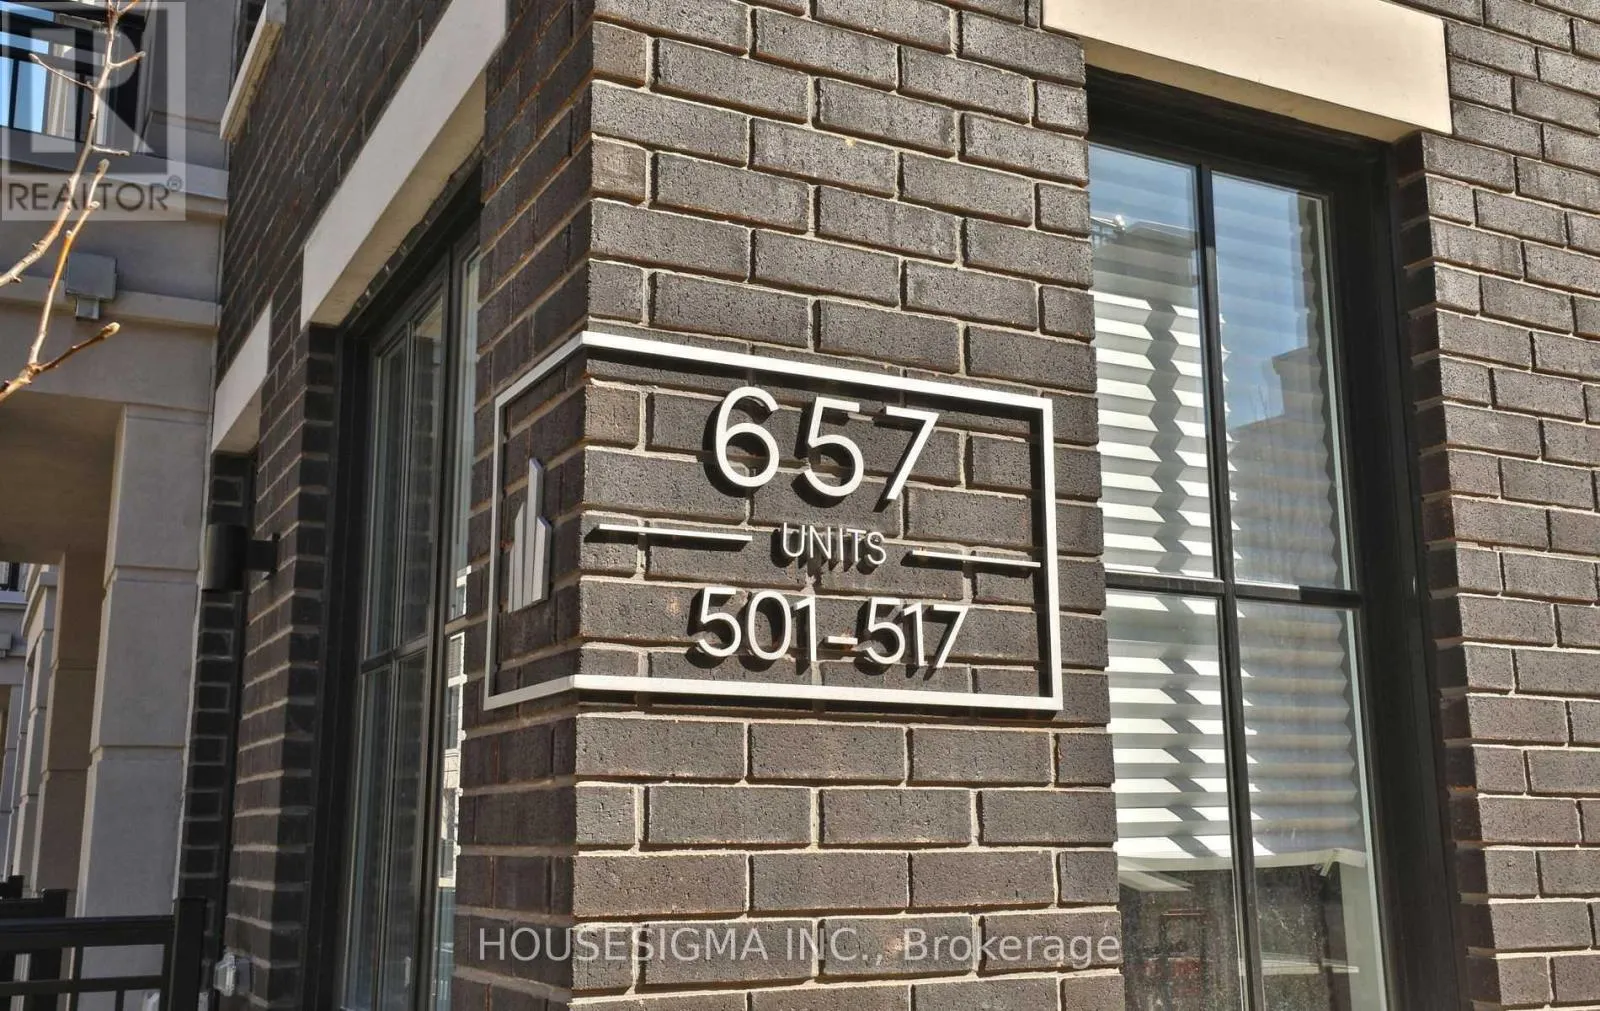 REALTOR®
657
UNITS
501-517
HOUSESIGMA INC., Brokerage